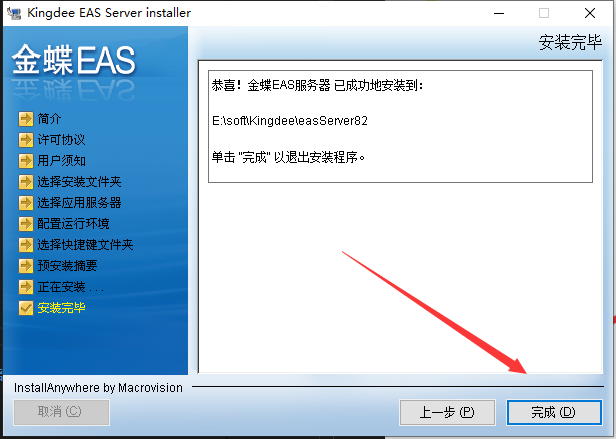 Kingdee EAS Server installer
安装完毕
金蝶EAS
简介
许可协议
用户须知
选择安装文件夹
选择应用服务器
配置运行环境
选择快捷键文件夹
预安装摘要
正在安装 . . .
安装完毕
恭喜！金蝶EAS服务器 已成功地安装到：
E:\soft\Kingdee\easServer82
单击 "完成" 以退出安装程序。
InstallAnywhere by Macrovision
取消 (C)
上一步 (P)
完成 (D)